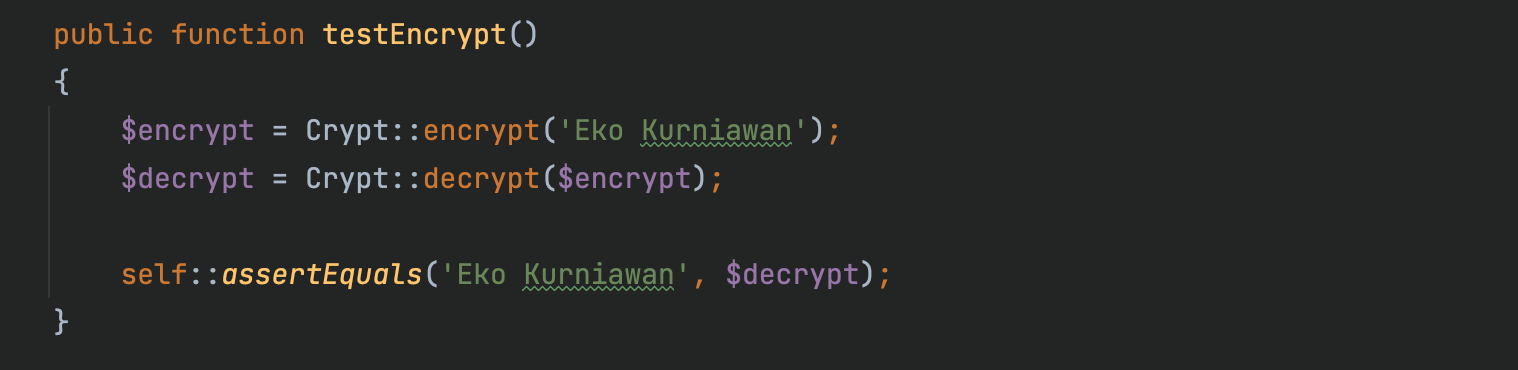 public function testEncrypt()
{
    $encrypt = Crypt::encrypt('Eko Kurniawan');
    $decrypt = Crypt::decrypt($encrypt);

    self::assertEquals('Eko Kurniawan', $decrypt);
}